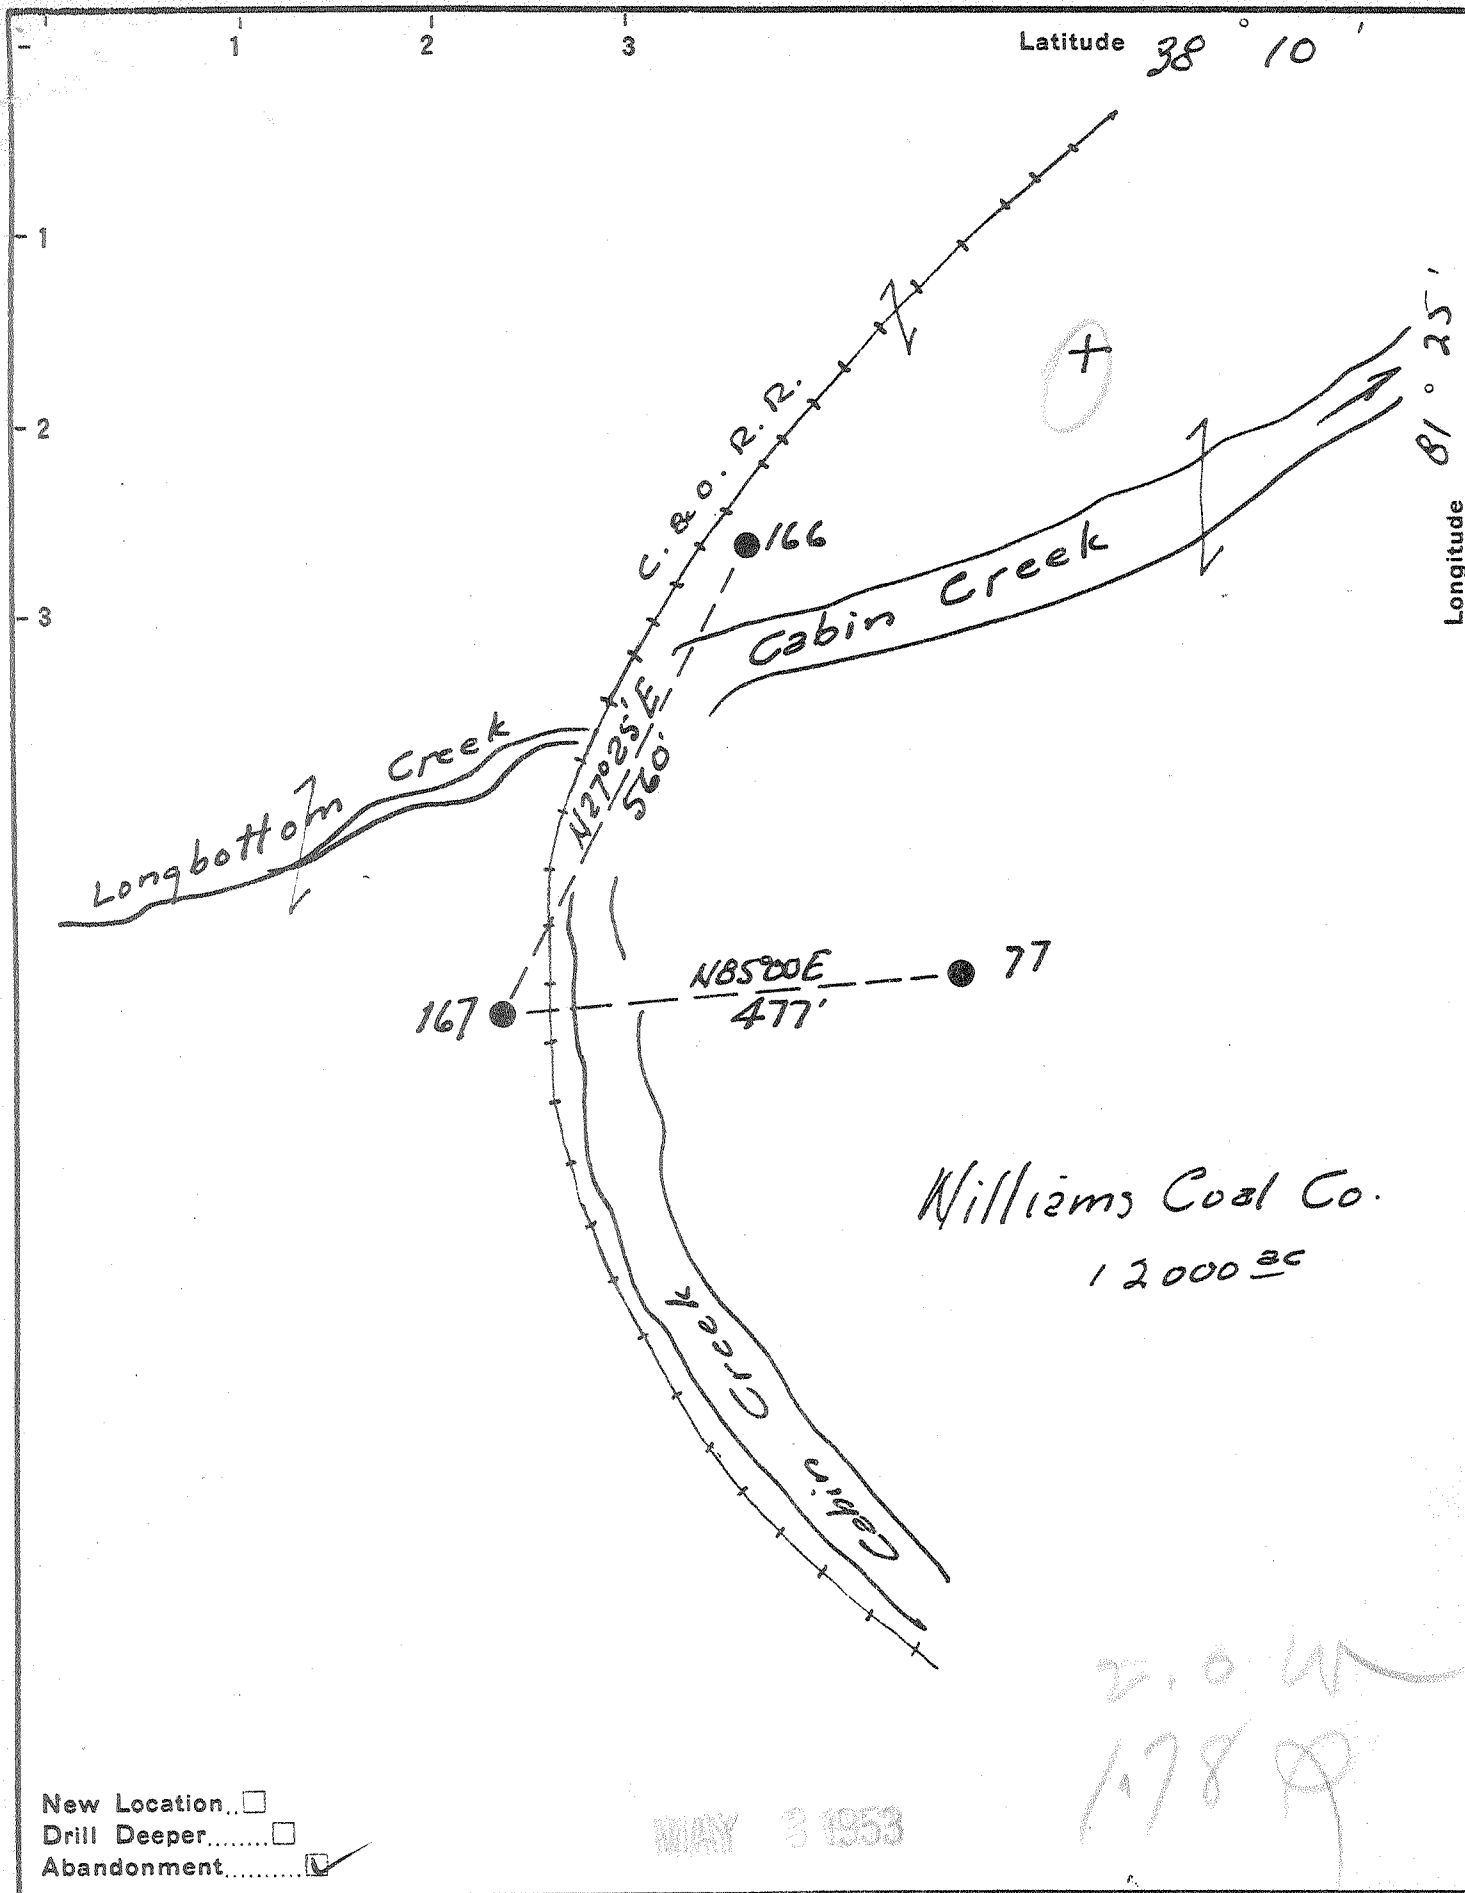 1 2 3
Latitude 38° 10'
1
2
3
Longitude 81° 25'
C. & O. R. R.
166
Cabin Creek
N27°25'E
560'
Longbottom Creek
167
N85°00E
477'
77
Williams Coal Co.
12000 ac
Cabin Creek
New Location..
Drill Deeper........
Abandonment..........
MAY 1953